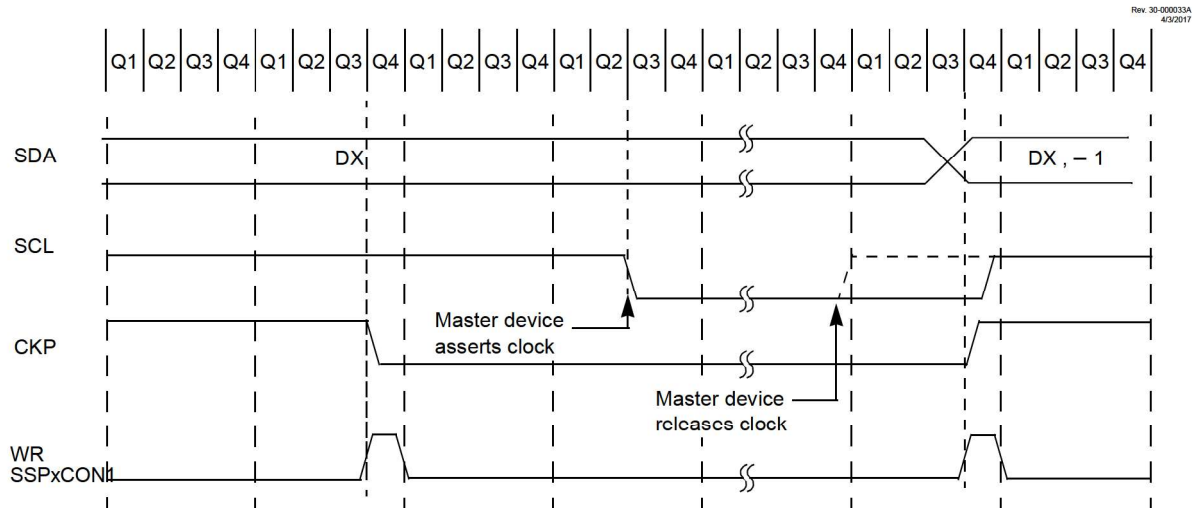 Rev. 30-000033A
4/3/2017
Q1 Q2 Q3 Q4 Q1 Q2 Q3 Q4 Q1 Q2 Q3 Q4 Q1 Q2 Q3 Q4 Q1 Q2 Q3 Q4 Q1 Q2 Q3 Q4 Q1 Q2 Q3 Q4
SDA
DX
DX , – 1
SCL
Master device
asserts clock
CKP
Master device
releases clock
WR
SSPxCON1